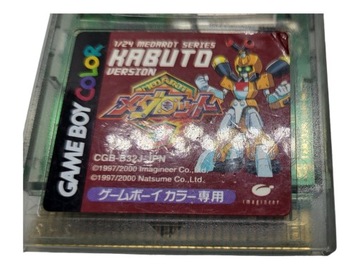 GAME BOY COLOR
1/24 MEDAROT SERIES
KABUTO
VERSION
メダロット
CGB-B32J-JPN
©1997/2000 Imagineer Co.,Ltd.
©1997/2000 Natsume Co.,Ltd.
imagineer
ゲームボーイ カラー専用